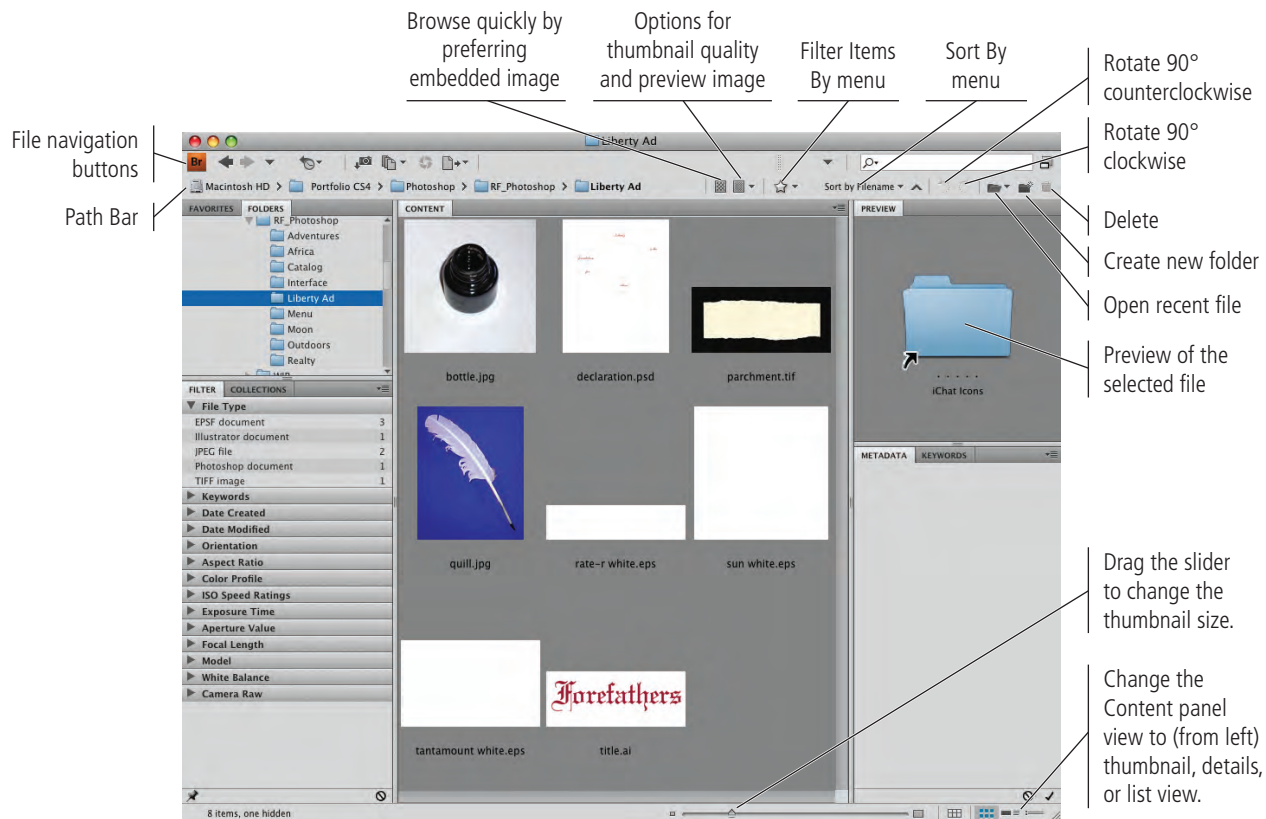 Browse quickly by
preferring
embedded image
Options for
thumbnail quality
and preview image
Filter Items
By menu
Sort By
menu
Rotate 90°
counterclockwise
Rotate 90°
clockwise
File navigation
buttons
Path Bar
Delete
Create new folder
Open recent file
Preview of the
selected file
Drag the slider
to change the
thumbnail size.
Change the
Content panel
view to (from left)
thumbnail, details,
or list view.
Liberty Ad
Br
Macintosh HD > Portfolio CS4 > Photoshop > RF_Photoshop > Liberty Ad
Sort by Filename
FAVORITES FOLDERS
RF_Photoshop
Adventures
Africa
Catalog
Interface
Liberty Ad
Menu
Moon
Outdoors
Realty
WIP
FILTER COLLECTIONS
File Type
EPSF document 3
Illustrator document 1
JPEG file 2
Photoshop document 1
TIFF image 1
Keywords
Date Created
Date Modified
Orientation
Aspect Ratio
Color Profile
ISO Speed Ratings
Exposure Time
Aperture Value
Focal Length
Model
White Balance
Camera Raw
CONTENT
bottle.jpg
declaration.psd
parchment.tif
quill.jpg
rate-r white.eps
sun white.eps
Forefathers
tantamount white.eps
title.ai
PREVIEW
iChat Icons
METADATA KEYWORDS
8 items, one hidden